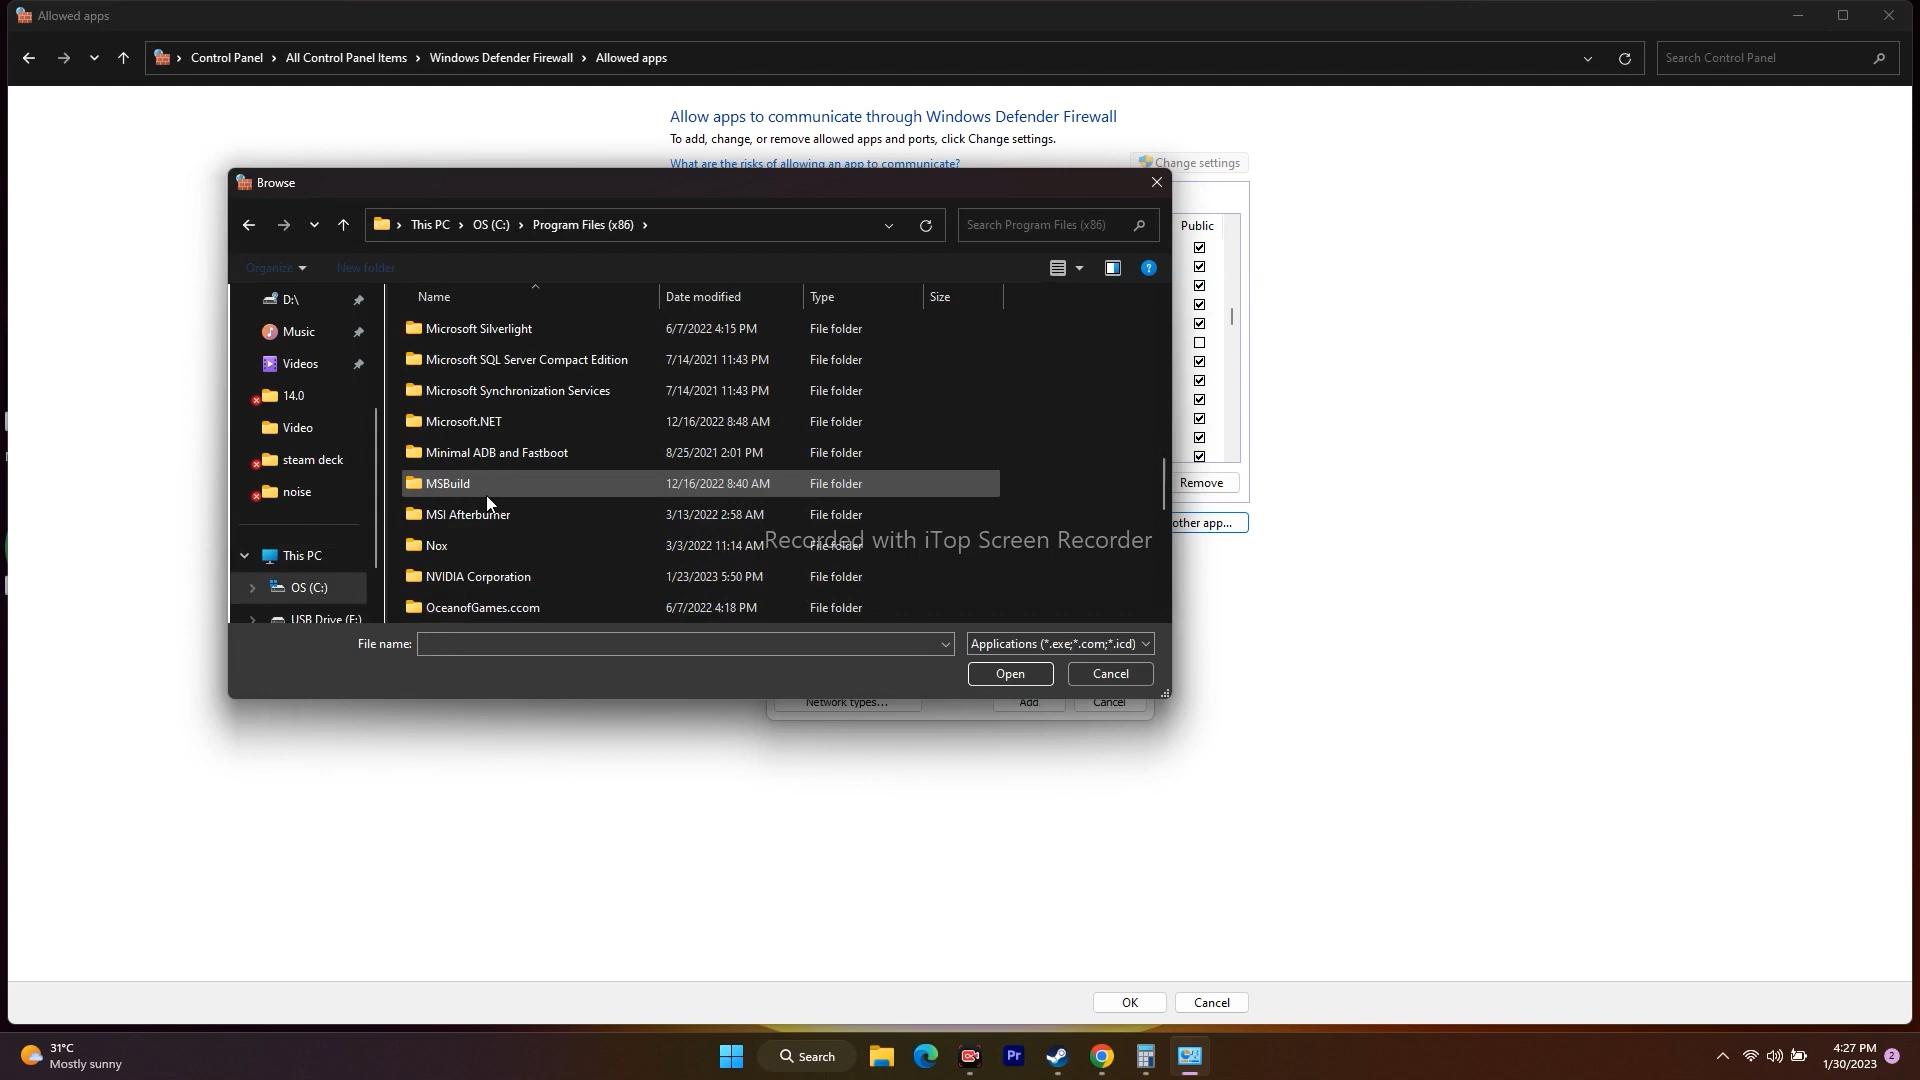 Allowed apps
Control Panel > All Control Panel Items > Windows Defender Firewall > Allowed apps
Search Control Panel
Allow apps to communicate through Windows Defender Firewall
To add, change, or remove allowed apps and ports, click Change settings.
What are the risks of allowing an app to communicate?
Change settings
Browse
This PC > OS (C:) > Program Files (x86) >
Search Program Files (x86)
Public
Organize
New folder
Name Date modified Type Size
D:\
Music
Videos
14.0
Video
steam deck
noise
This PC
OS (C:)
USB Drive (F:)
Microsoft Silverlight 6/7/2022 4:15 PM File folder
Microsoft SQL Server Compact Edition 7/14/2021 11:43 PM File folder
Microsoft Synchronization Services 7/14/2021 11:43 PM File folder
Microsoft.NET 12/16/2022 8:48 AM File folder
Minimal ADB and Fastboot 8/25/2021 2:01 PM File folder
MSBuild 12/16/2022 8:40 AM File folder
MSI Afterburner 3/13/2022 2:58 AM File folder
Nox 3/3/2022 11:14 AM File folder
NVIDIA Corporation 1/23/2023 5:50 PM File folder
OceanofGames.ccom 6/7/2022 4:18 PM File folder
Recorded with iTop Screen Recorder
Remove
other app...
File name:
Applications (*.exe;*.com;*.icd)
Open
Cancel
Network types...
Add
Cancel
OK
Cancel
31°C
Mostly sunny
Search
Pr
4:27 PM
1/30/2023
2